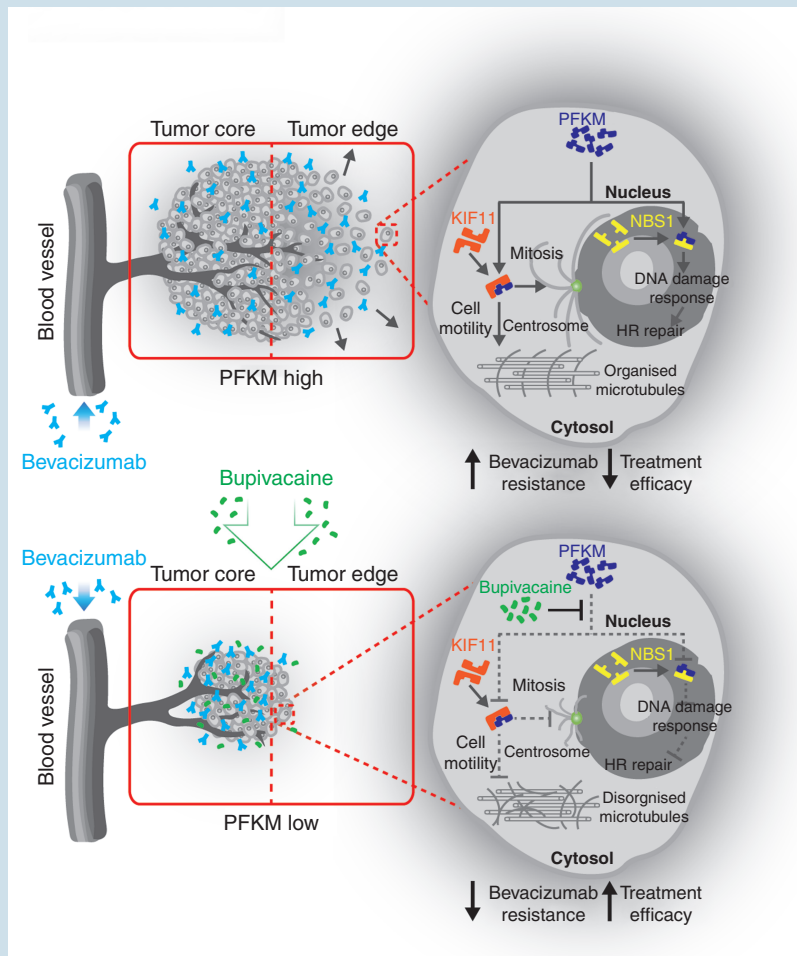 Tumor core
Tumor edge
Blood vessel
PFKM high
Bevacizumab
PFKM
Nucleus
KIF11
NBS1
Mitosis
DNA damage
response
Cell
motility
Centrosome
HR repair
Organised
microtubules
Cytosol
Bevacizumab
resistance
Treatment
efficacy
Bupivacaine
Bevacizumab
Tumor core
Tumor edge
Blood vessel
PFKM low
PFKM
Bupivacaine
Nucleus
KIF11
NBS1
Mitosis
DNA damage
response
Cell
motility
Centrosome
HR repair
Disorgnised
microtubules
Cytosol
Bevacizumab
resistance
Treatment
efficacy